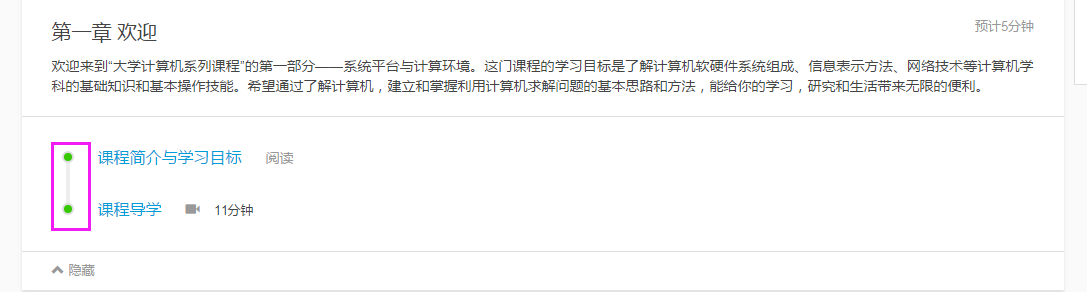 第一章 欢迎
预计5分钟
欢迎来到“大学计算机系列课程”的第一部分——系统平台与计算环境。这门课程的学习目标是了解计算机软硬件系统组成、信息表示方法、网络技术等计算机学
科的基础知识和基本操作技能。希望通过了解计算机，建立和掌握利用计算机求解问题的基本思路和方法，能给你的学习，研究和生活带来无限的便利。
课程简介与学习目标 阅读
课程导学 11分钟
隐藏